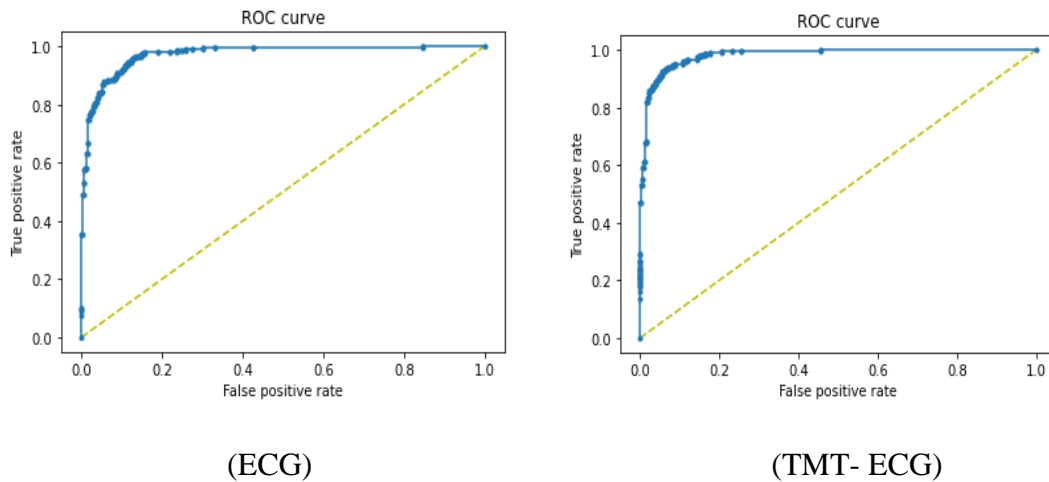 ROC curve
1.0
0.8
0.6
0.4
0.2
0.0
True positive rate
0.0 0.2 0.4 0.6 0.8 1.0
False positive rate
(ECG)
ROC curve
1.0
0.8
0.6
0.4
0.2
0.0
True positive rate
0.0 0.2 0.4 0.6 0.8 1.0
False positive rate
(TMT- ECG)